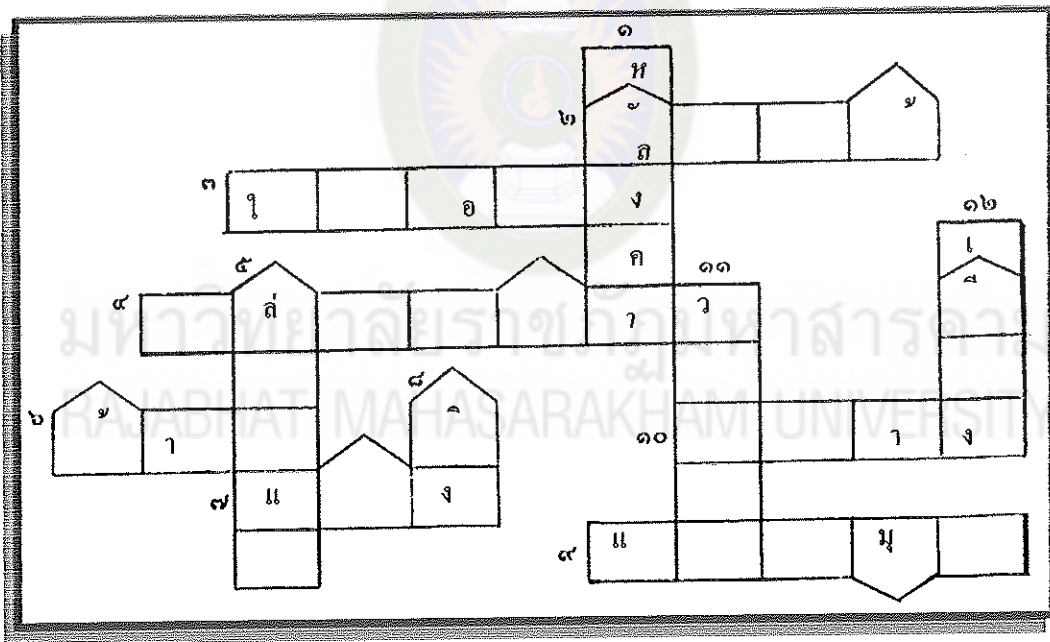 ๑
ห
๒ ั ้
ล
๓ ใ อ ง
๑๒
เ
ค
๕ ๑๑ ี
๔ ล่ า ว
๖ ้ า
๘ ิ
๑๐ า ง
๗ แ ง
๙ แ มุ
มหาวิทยาลัยราชภัฏมหาสารคาม
RAJABHAT MAHASARAKHAM UNIVERSITY